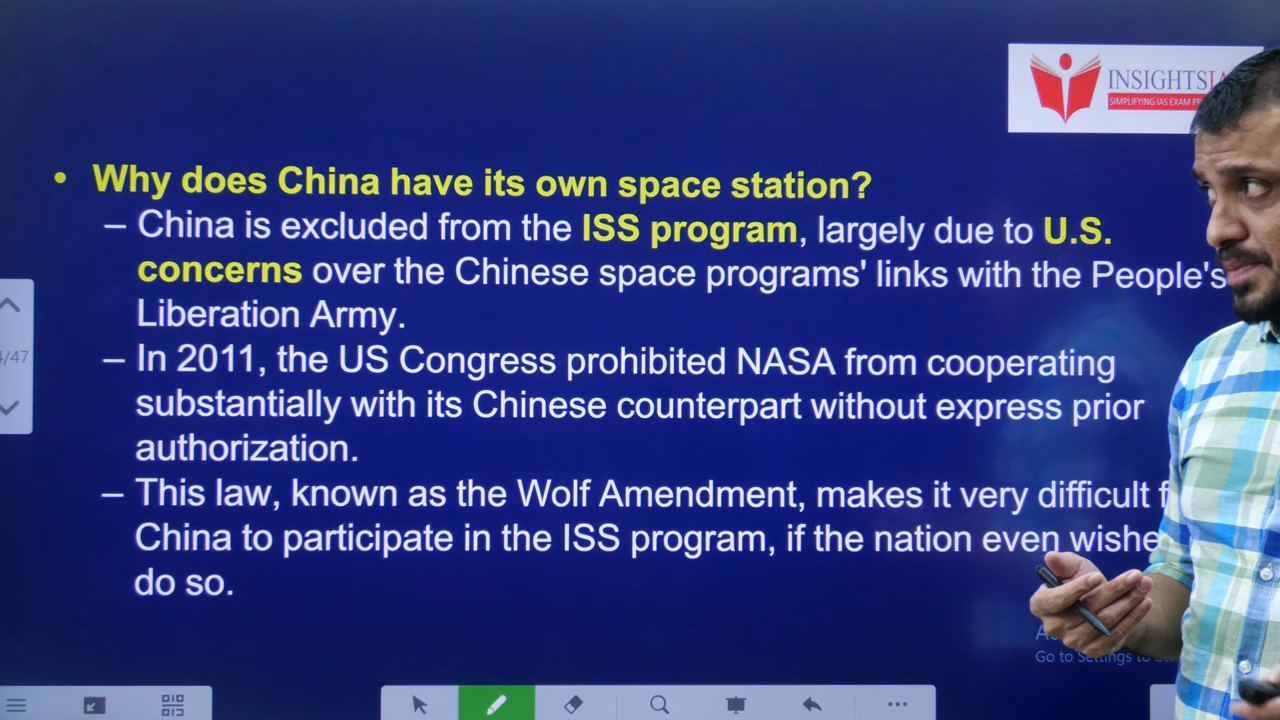 INSIGHTSIA
SIMPLIFYING IAS EXAM PR
• Why does China have its own space station?
– China is excluded from the ISS program, largely due to U.S.
concerns over the Chinese space programs' links with the People's
Liberation Army.
– In 2011, the US Congress prohibited NASA from cooperating
/47
substantially with its Chinese counterpart without express prior
authorization.
– This law, known as the Wolf Amendment, makes it very difficult f
China to participate in the ISS program, if the nation even wishe
do so.
Go to Settings to